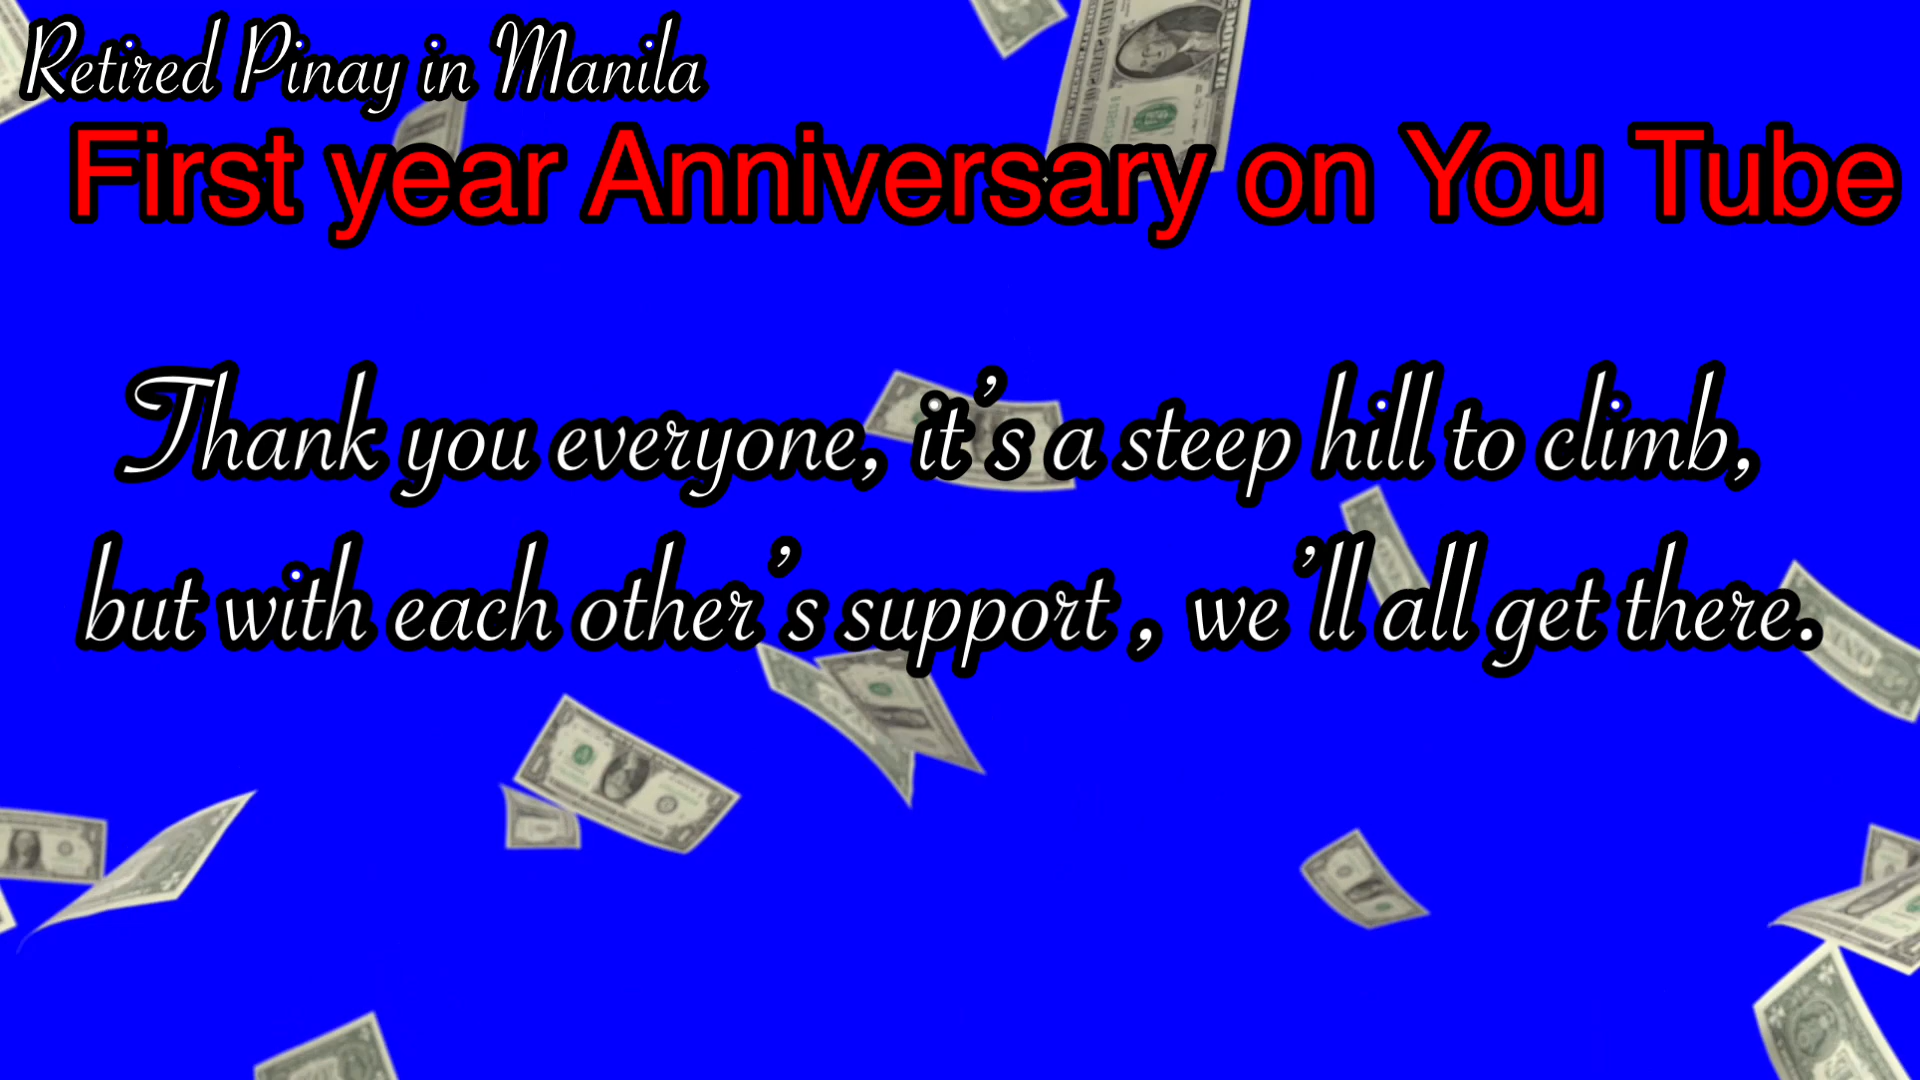 Retired Pinay in Manila
First year Anniversary on You Tube
Thank you everyone, it's a steep hill to climb,
but with each other's support , we'll all get there.